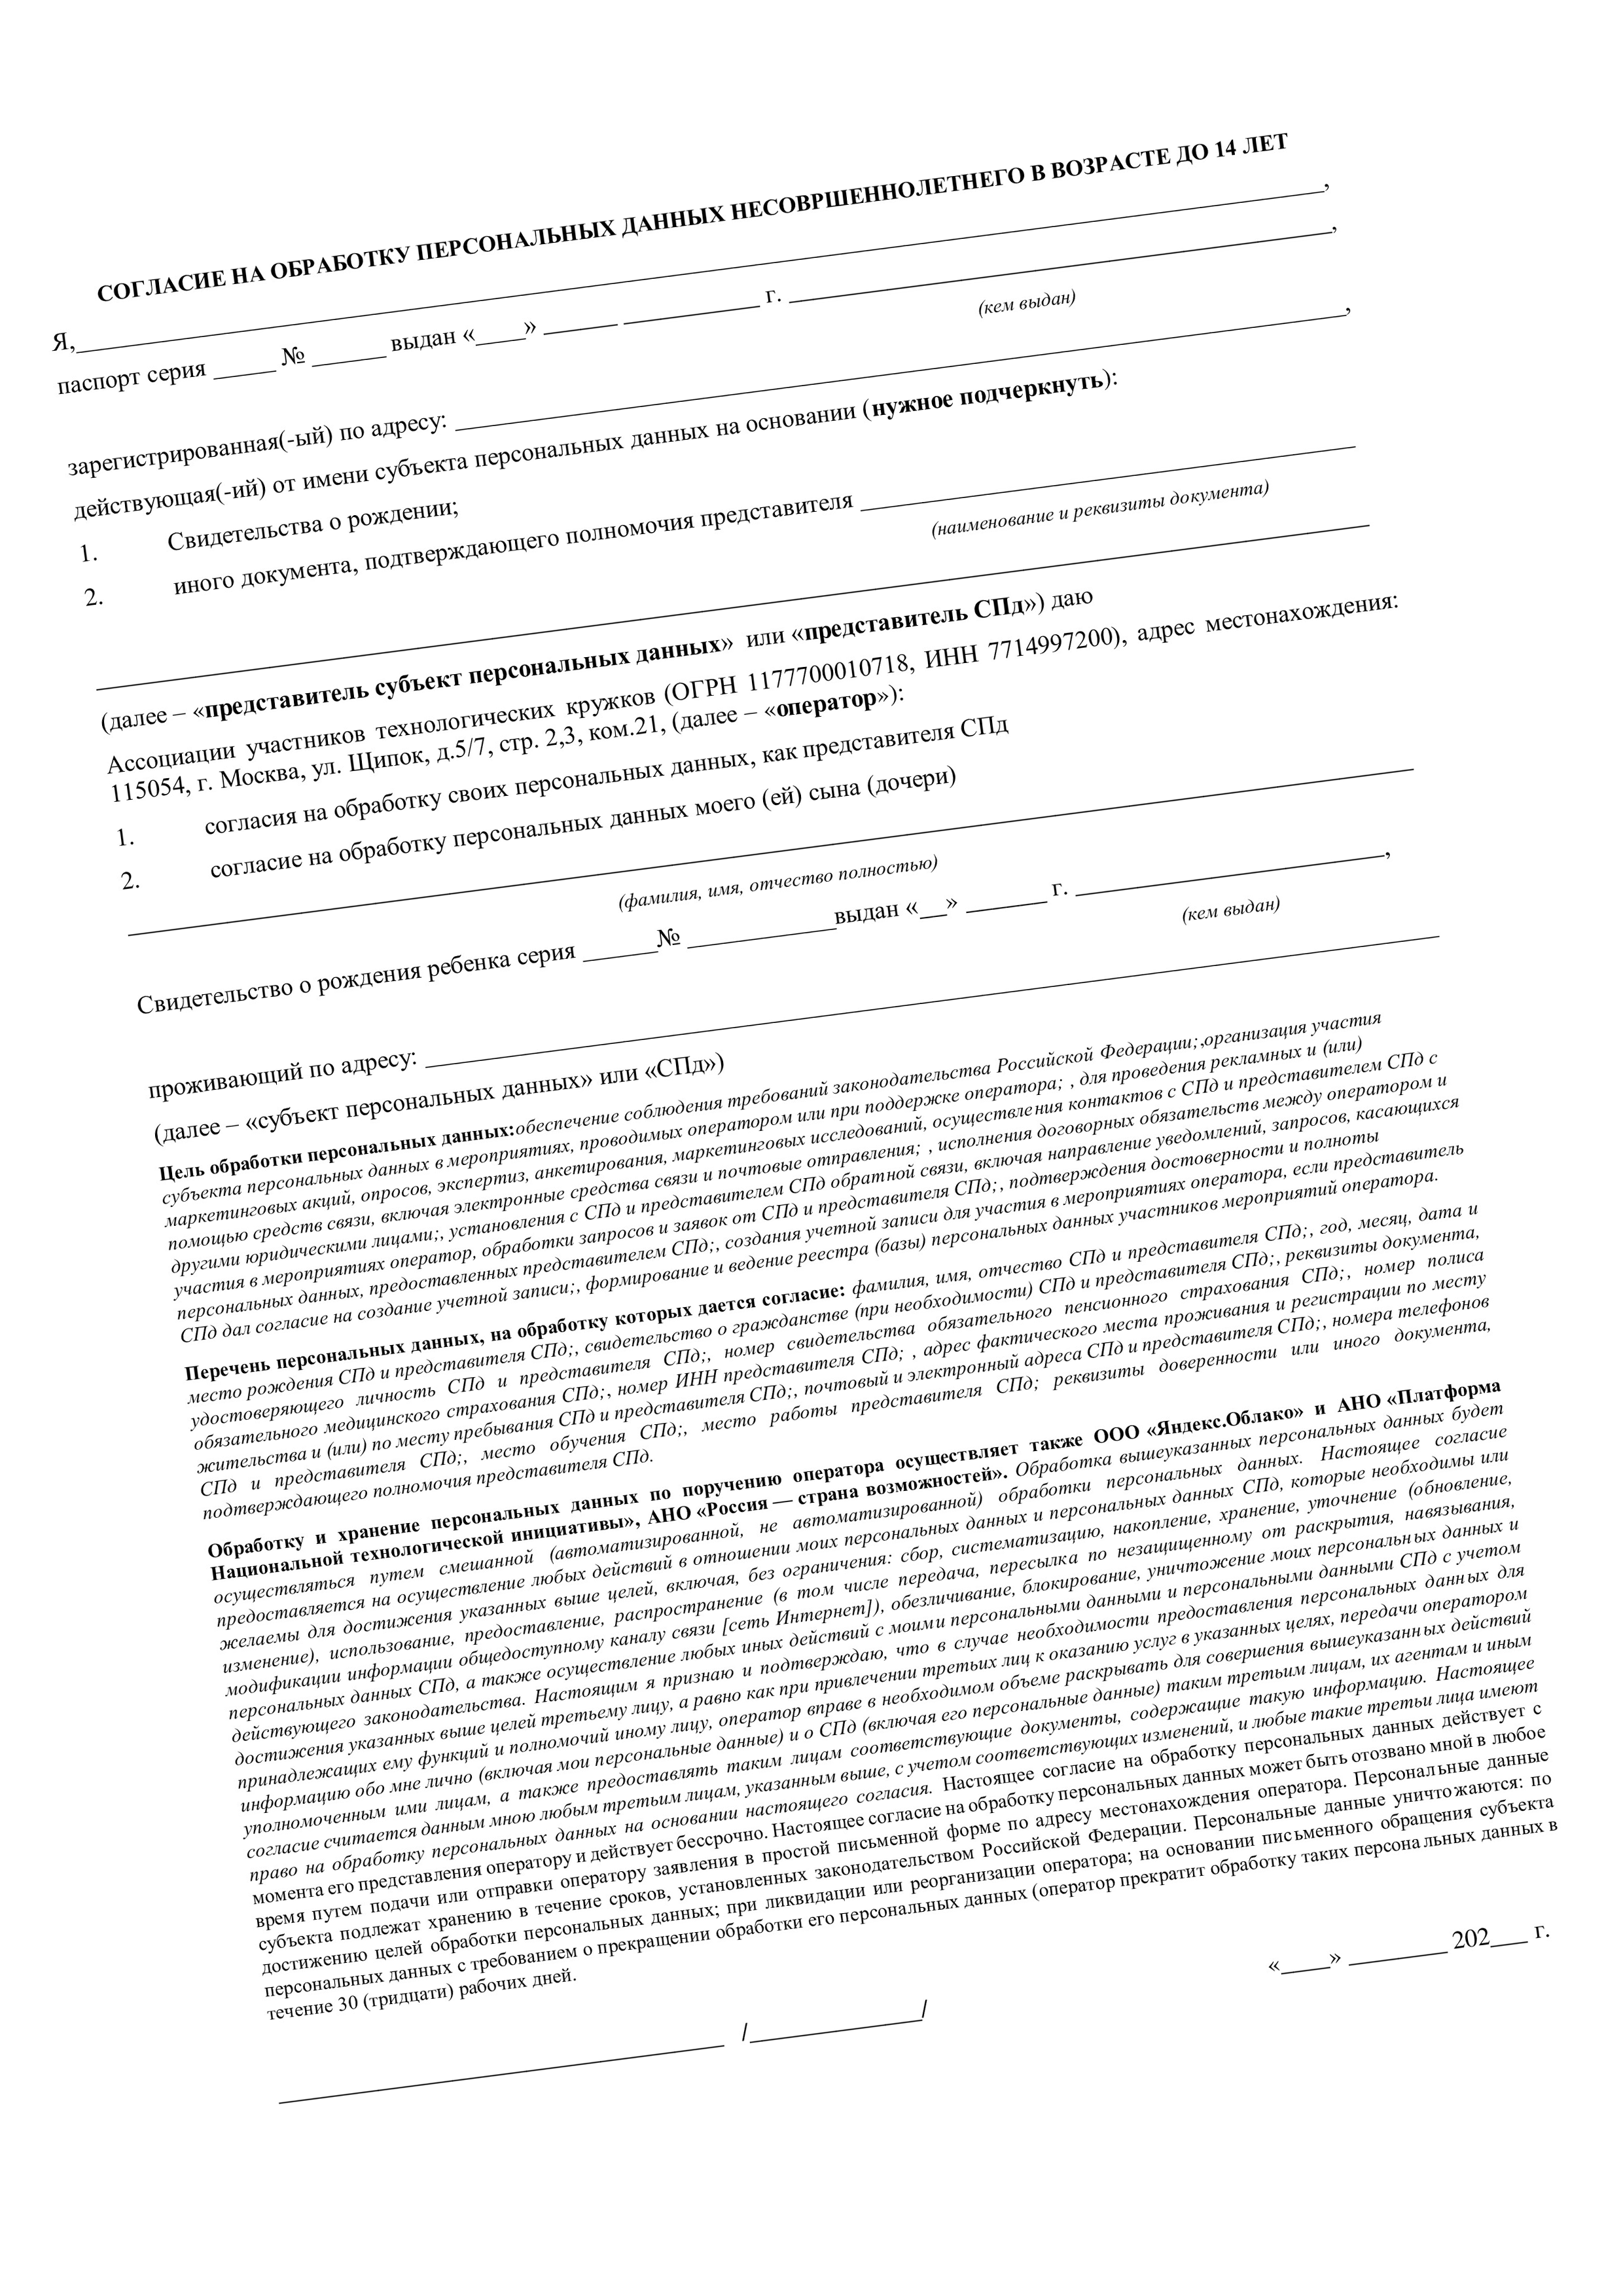 СОГЛАСИЕ НА ОБРАБОТКУ ПЕРСОНАЛЬНЫХ ДАННЫХ НЕСОВРШЕННОЛЕТНЕГО В ВОЗРАСТЕ ДО 14 ЛЕТ
Я,__________________________________________________________________________,
паспорт серия _____ № ________ выдан «____» ______ ___________ г. ____________________________________________,
(кем выдан)
зарегистрированная(-ый) по адресу: ________________________________________________________________________,
действующая(-ий) от имени субъекта персональных данных на основании (нужное подчеркнуть):
1. Свидетельства о рождении;
2. иного документа, подтверждающего полномочия представителя ________________________________________
(наименование и реквизиты документа)
__________________________________________________________________________
(далее – «представитель субъект персональных данных» или «представитель СПд») даю
Ассоциации участников технологических кружков (ОГРН 1177700010718, ИНН 7714997200), адрес местонахождения:
115054, г. Москва, ул. Щипок, д.5/7, стр. 2,3, ком.21, (далее – «оператор»):
1. согласия на обработку своих персональных данных, как представителя СПд
2. согласие на обработку персональных данных моего (ей) сына (дочери)
__________________________________________________________________________
(фамилия, имя, отчество полностью)
Свидетельство о рождения ребенка серия ______№ ____________выдан «__» _______ г. _________________________,
(кем выдан)
проживающий по адресу: __________________________________________________________________________
(далее – «субъект персональных данных» или «СПд»)
Цель обработки персональных данных:обеспечение соблюдения требований законодательства Российской Федерации;,организация участия
субъекта персональных данных в мероприятиях, проводимых оператором или при поддержке оператора; , для проведения рекламных и (или)
маркетинговых акций, опросов, экспертиз, анкетирования, маркетинговых исследований, осуществления контактов с СПд и представителем СПд с
помощью средств связи, включая электронные средства связи и почтовые отправления; , исполнения договорных обязательств между оператором и
другими юридическими лицами;, установления с СПд и представителем СПд обратной связи, включая направление уведомлений, запросов, касающихся
участия в мероприятиях оператор, обработки запросов и заявок от СПд и представителя СПд;, подтверждения достоверности и полноты
персональных данных, предоставленных представителем СПд;, создания учетной записи для участия в мероприятиях оператора, если представитель
СПд дал согласие на создание учетной записи;, формирование и ведение реестра (базы) персональных данных участников мероприятий оператора.
Перечень персональных данных, на обработку которых дается согласие: фамилия, имя, отчество СПд и представителя СПд;, год, месяц, дата и
место рождения СПд и представителя СПд;, свидетельство о гражданстве (при необходимости) СПд и представителя СПд;, реквизиты документа,
удостоверяющего личность СПд и представителя СПд;, номер свидетельства обязательного пенсионного страхования СПд;, номер полиса
обязательного медицинского страхования СПд;, номер ИНН представителя СПд; , адрес фактического места проживания и регистрации по месту
жительства и (или) по месту пребывания СПд и представителя СПд;, почтовый и электронный адреса СПд и представителя СПд;, номера телефонов
СПд и представителя СПд;, место обучения СПд;, место работы представителя СПд; реквизиты доверенности или иного документа,
подтверждающего полномочия представителя СПд.
Обработку и хранение персональных данных по поручению оператора осуществляет также ООО «Яндекс.Облако» и АНО «Платформа
Национальной технологической инициативы», АНО «Россия — страна возможностей». Обработка вышеуказанных персональных данных будет
осуществляться путем смешанной (автоматизированной, не автоматизированной) обработки персональных данных. Настоящее согласие
предоставляется на осуществление любых действий в отношении моих персональных данных и персональных данных СПд, которые необходимы или
желаемы для достижения указанных выше целей, включая, без ограничения: сбор, систематизацию, накопление, хранение, уточнение (обновление,
изменение), использование, предоставление, распространение (в том числе передача, пересылка по незащищенному от раскрытия, навязывания,
модификации информации общедоступному каналу связи [сеть Интернет]), обезличивание, блокирование, уничтожение моих персональных данных и
персональных данных СПд, а также осуществление любых иных действий с моими персональными данными и персональными данными СПд с учетом
действующего законодательства. Настоящим я признаю и подтверждаю, что в случае необходимости предоставления персональных данных для
достижения указанных выше целей третьему лицу, а равно как при привлечении третьих лиц к оказанию услуг в указанных целях, передачи оператором
принадлежащих ему функций и полномочий иному лицу, оператор вправе в необходимом объеме раскрывать для совершения вышеуказанных действий
информацию обо мне лично (включая мои персональные данные) и о СПд (включая его персональные данные) таким третьим лицам, их агентам и иным
уполномоченным ими лицам, а также предоставлять таким лицам соответствующие документы, содержащие такую информацию. Настоящее
согласие считается данным мною любым третьим лицам, указанным выше, с учетом соответствующих изменений, и любые такие третьи лица имеют
право на обработку персональных данных на основании настоящего согласия. Настоящее согласие на обработку персональных данных действует с
момента его представления оператору и действует бессрочно. Настоящее согласие на обработку персональных данных может быть отозвано мной в любое
время путем подачи или отправки оператору заявления в простой письменной форме по адресу местонахождения оператора. Персональные данные
субъекта подлежат хранению в течение сроков, установленных законодательством Российской Федерации. Персональные данные уничтожаются: по
достижению целей обработки персональных данных; при ликвидации или реорганизации оператора; на основании письменного обращения субъекта
персональных данных с требованием о прекращении обработки его персональных данных (оператор прекратит обработку таких персональных данных в
течение 30 (тридцати) рабочих дней.
«____» ________ 202___ г.
____________________________________ /______________/